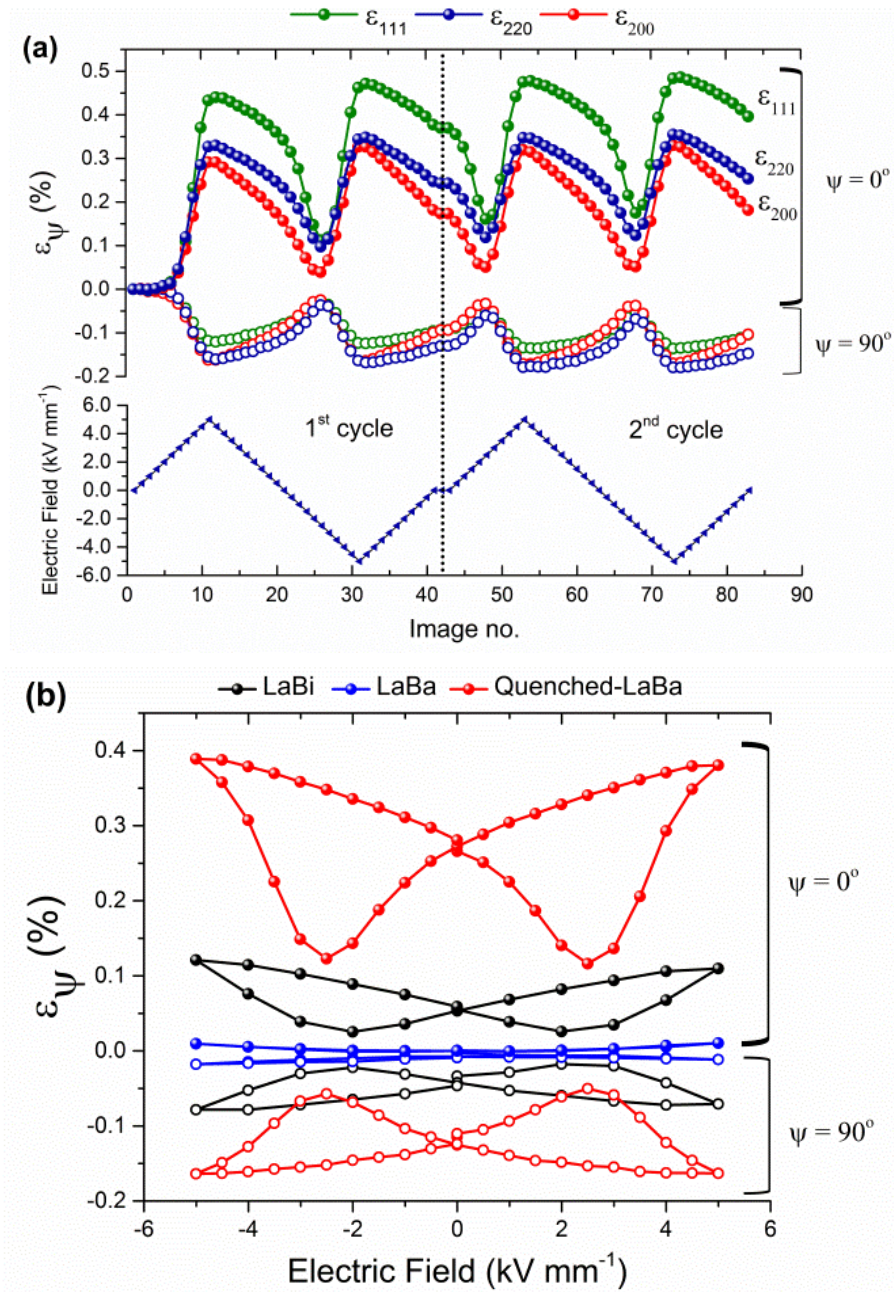 ε₁₁₁ ε₂₂₀ ε₂₀₀
(a)
0.5
0.4
0.3
0.2
0.1
0.0
-0.1
-0.2
εψ (%)
ε₁₁₁
ε₂₂₀
ε₂₀₀
ψ = 0°
ψ = 90°
6.0
4.0
2.0
0.0
-2.0
-4.0
-6.0
Electric Field (kV mm⁻¹)
1ˢᵗ cycle
2ⁿᵈ cycle
0 10 20 30 40 50 60 70 80 90
Image no.
(b)
LaBi LaBa Quenched-LaBa
0.4
0.3
0.2
0.1
0.0
-0.1
-0.2
εψ (%)
ψ = 0°
ψ = 90°
-6 -4 -2 0 2 4 6
Electric Field (kV mm⁻¹)